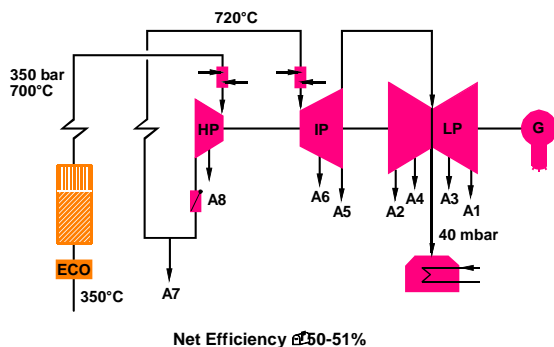 720°C
350 bar
700°C
HP
IP
LP
G
A8
A6
A5
A2
A4
A3
A1
40 mbar
ECO
350°C
A7
Net Efficiency 50-51%